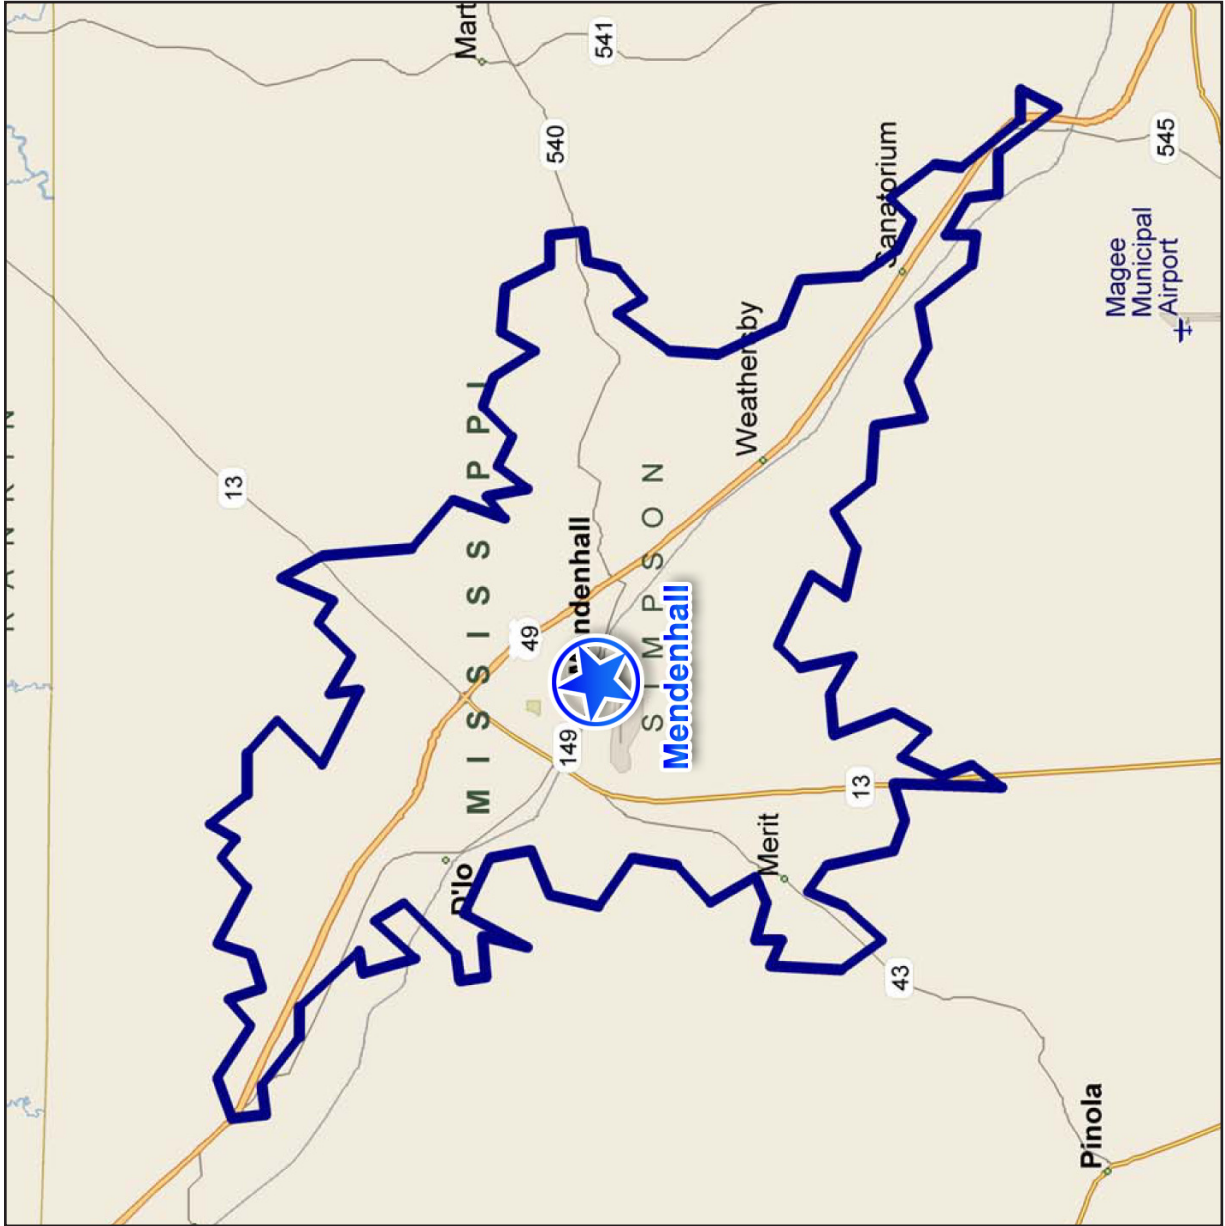 RANKIN
13
D'lo
Mart
MISSISSIPPI
49
540
149
Mendenhall
541
SIMPSON
Mendenhall
Weathersby
Merit
13
Sanatorium
43
Pinola
Magee
Municipal
Airport
545